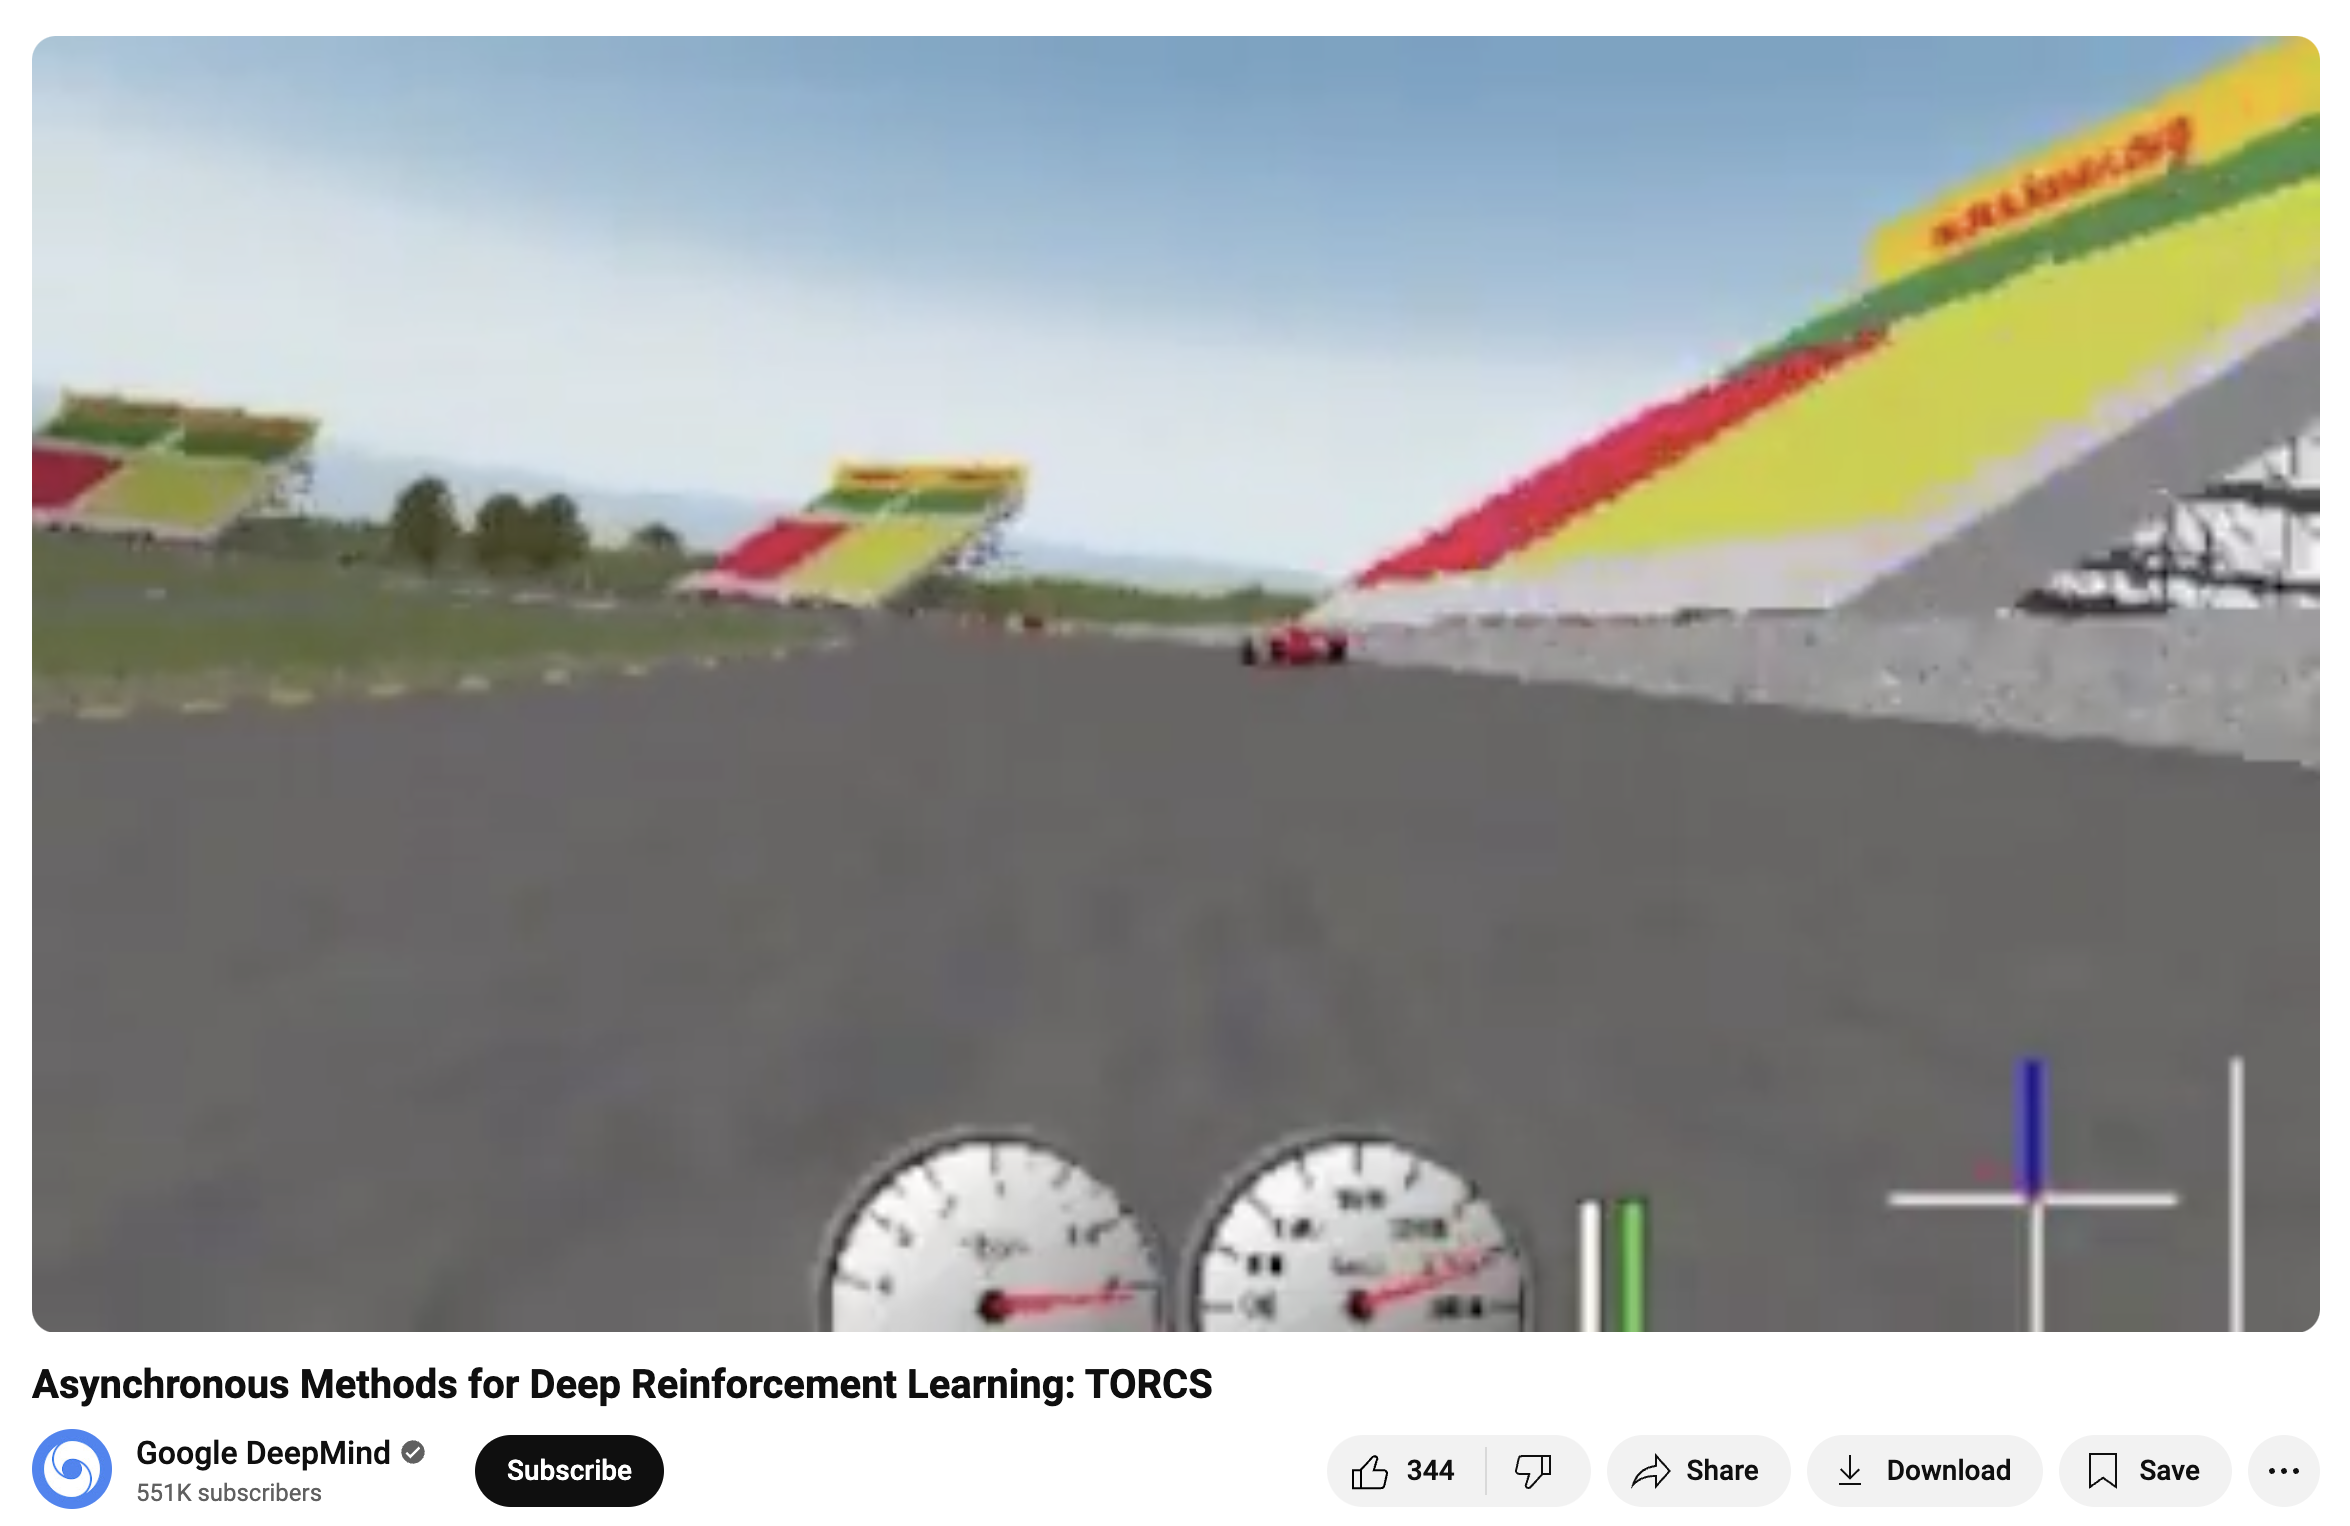 Asynchronous Methods for Deep Reinforcement Learning: TORCS
Google DeepMind
551K subscribers
Subscribe
344
Share
Download
Save